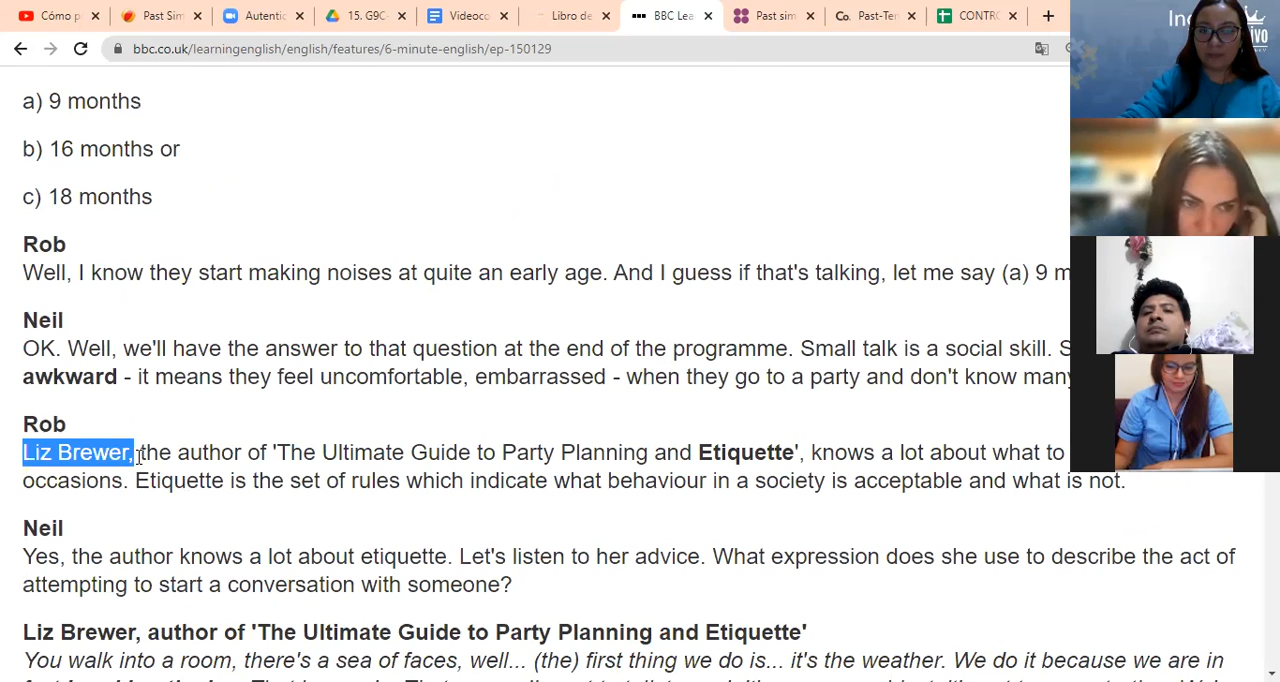 Cómo p
Past Sim
Autentic
15. G9C-
Videoco
Libro de
BBC Lea
Past sim
Past-Ten
CONTRO
bbc.co.uk/learningenglish/english/features/6-minute-english/ep-150129
a) 9 months
b) 16 months or
c) 18 months
Rob
Well, I know they start making noises at quite an early age. And I guess if that's talking, let me say (a) 9 m
Neil
OK. Well, we'll have the answer to that question at the end of the programme. Small talk is a social skill. S
awkward - it means they feel uncomfortable, embarrassed - when they go to a party and don't know many
Rob
Liz Brewer, the author of 'The Ultimate Guide to Party Planning and Etiquette', knows a lot about what to
occasions. Etiquette is the set of rules which indicate what behaviour in a society is acceptable and what is not.
Neil
Yes, the author knows a lot about etiquette. Let's listen to her advice. What expression does she use to describe the act of
attempting to start a conversation with someone?
Liz Brewer, author of 'The Ultimate Guide to Party Planning and Etiquette'
You walk into a room, there's a sea of faces, well... (the) first thing we do is... it's the weather. We do it because we are in